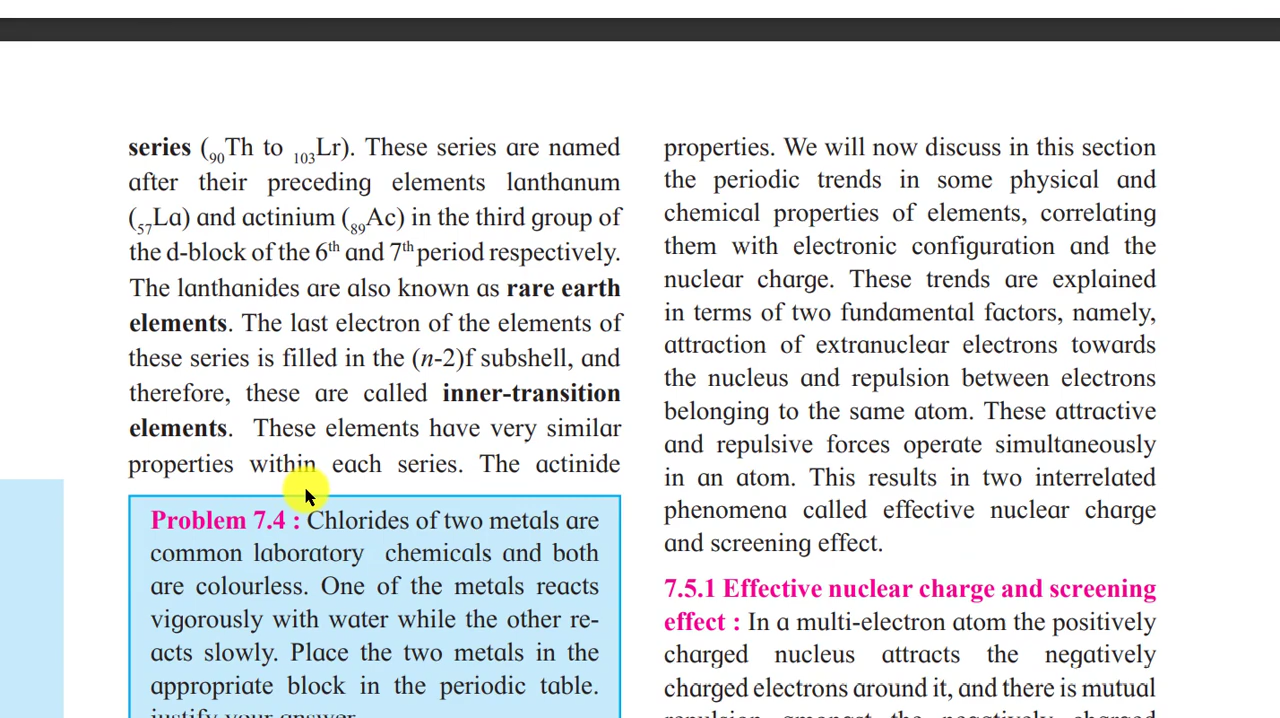 series (90Th to 103Lr). These series are named
after their preceding elements lanthanum
(57La) and actinium (89Ac) in the third group of
the d-block of the 6th and 7th period respectively.
The lanthanides are also known as rare earth
elements. The last electron of the elements of
these series is filled in the (n-2)f subshell, and
therefore, these are called inner-transition
elements. These elements have very similar
properties within each series. The actinide
Problem 7.4 : Chlorides of two metals are
common laboratory chemicals and both
are colourless. One of the metals reacts
vigorously with water while the other re-
acts slowly. Place the two metals in the
appropriate block in the periodic table.
justify your answer
properties. We will now discuss in this section
the periodic trends in some physical and
chemical properties of elements, correlating
them with electronic configuration and the
nuclear charge. These trends are explained
in terms of two fundamental factors, namely,
attraction of extranuclear electrons towards
the nucleus and repulsion between electrons
belonging to the same atom. These attractive
and repulsive forces operate simultaneously
in an atom. This results in two interrelated
phenomena called effective nuclear charge
and screening effect.
7.5.1 Effective nuclear charge and screening
effect : In a multi-electron atom the positively
charged nucleus attracts the negatively
charged electrons around it, and there is mutual
repulsion amongst the negatively charged